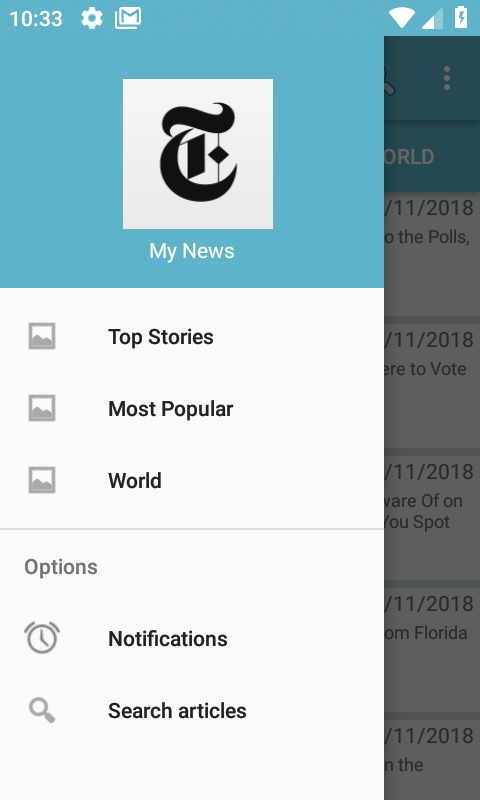 10:33
ORLD
My News
/11/2018
o the Polls,
Top Stories
/11/2018
ere to Vote
Most Popular
World
/11/2018
ware Of on
You Spot
Options
/11/2018
om Florida
Notifications
Search articles
/11/2018
n the